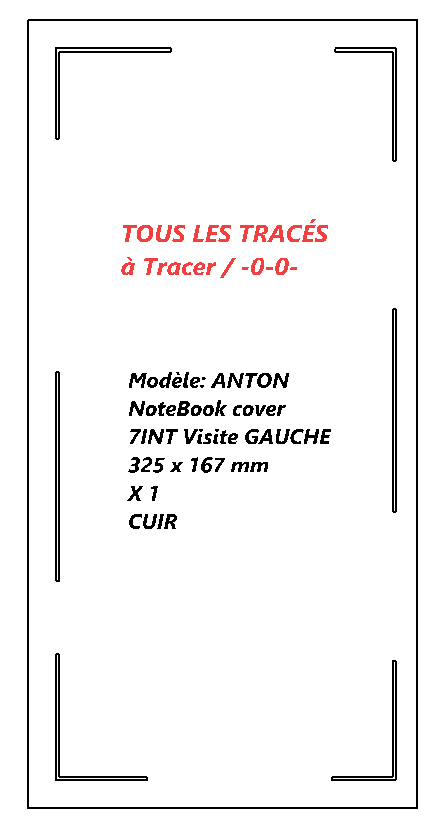 TOUS LES TRACÉS
à Tracer / -0-0-
Modèle: ANTON
NoteBook cover
7INT Visite GAUCHE
325 x 167 mm
X 1
CUIR